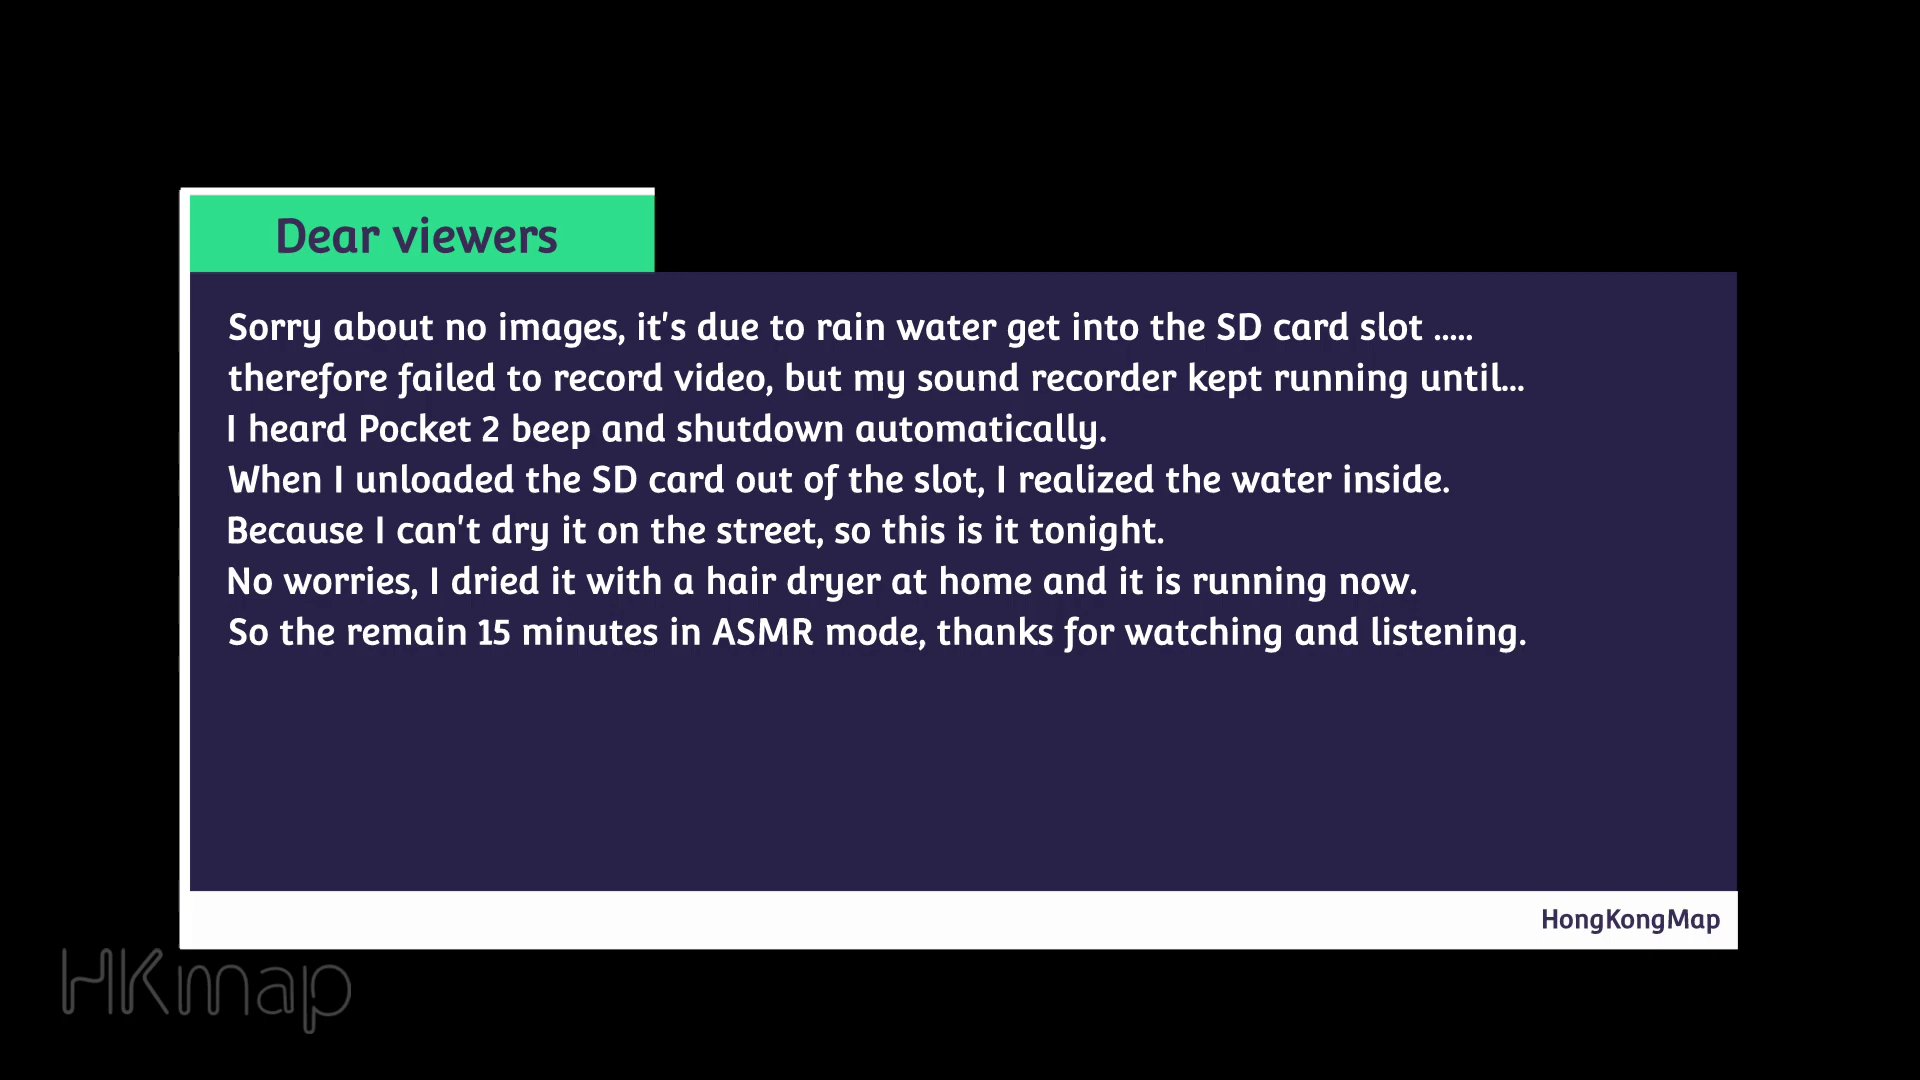 Dear viewers
Sorry about no images, it's due to rain water get into the SD card slot .....
therefore failed to record video, but my sound recorder kept running until...
I heard Pocket 2 beep and shutdown automatically.
When I unloaded the SD card out of the slot, I realized the water inside.
Because I can't dry it on the street, so this is it tonight.
No worries, I dried it with a hair dryer at home and it is running now.
So the remain 15 minutes in ASMR mode, thanks for watching and listening.
HongKongMap
HKmap